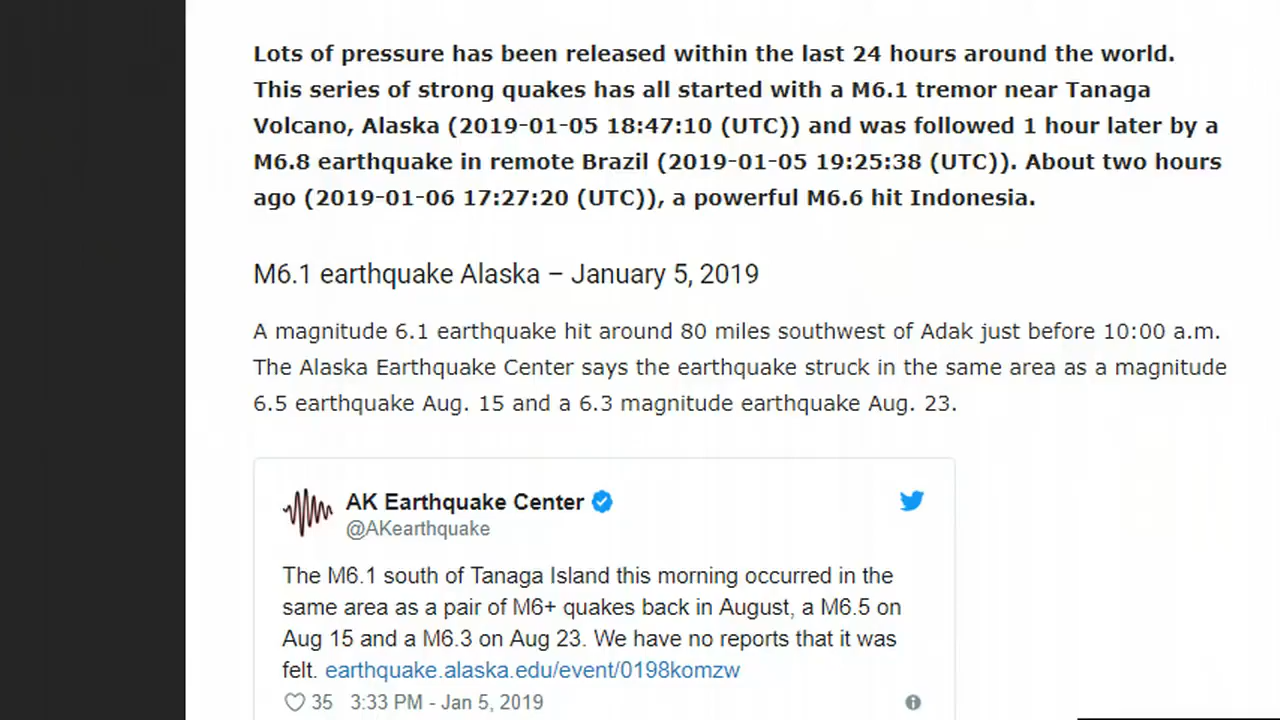 Lots of pressure has been released within the last 24 hours around the world.
This series of strong quakes has all started with a M6.1 tremor near Tanaga
Volcano, Alaska (2019-01-05 18:47:10 (UTC)) and was followed 1 hour later by a
M6.8 earthquake in remote Brazil (2019-01-05 19:25:38 (UTC)). About two hours
ago (2019-01-06 17:27:20 (UTC)), a powerful M6.6 hit Indonesia.
M6.1 earthquake Alaska – January 5, 2019
A magnitude 6.1 earthquake hit around 80 miles southwest of Adak just before 10:00 a.m.
The Alaska Earthquake Center says the earthquake struck in the same area as a magnitude
6.5 earthquake Aug. 15 and a 6.3 magnitude earthquake Aug. 23.
AK Earthquake Center
@AKearthquake
The M6.1 south of Tanaga Island this morning occurred in the
same area as a pair of M6+ quakes back in August, a M6.5 on
Aug 15 and a M6.3 on Aug 23. We have no reports that it was
felt. earthquake.alaska.edu/event/0198komzw
35 3:33 PM - Jan 5, 2019